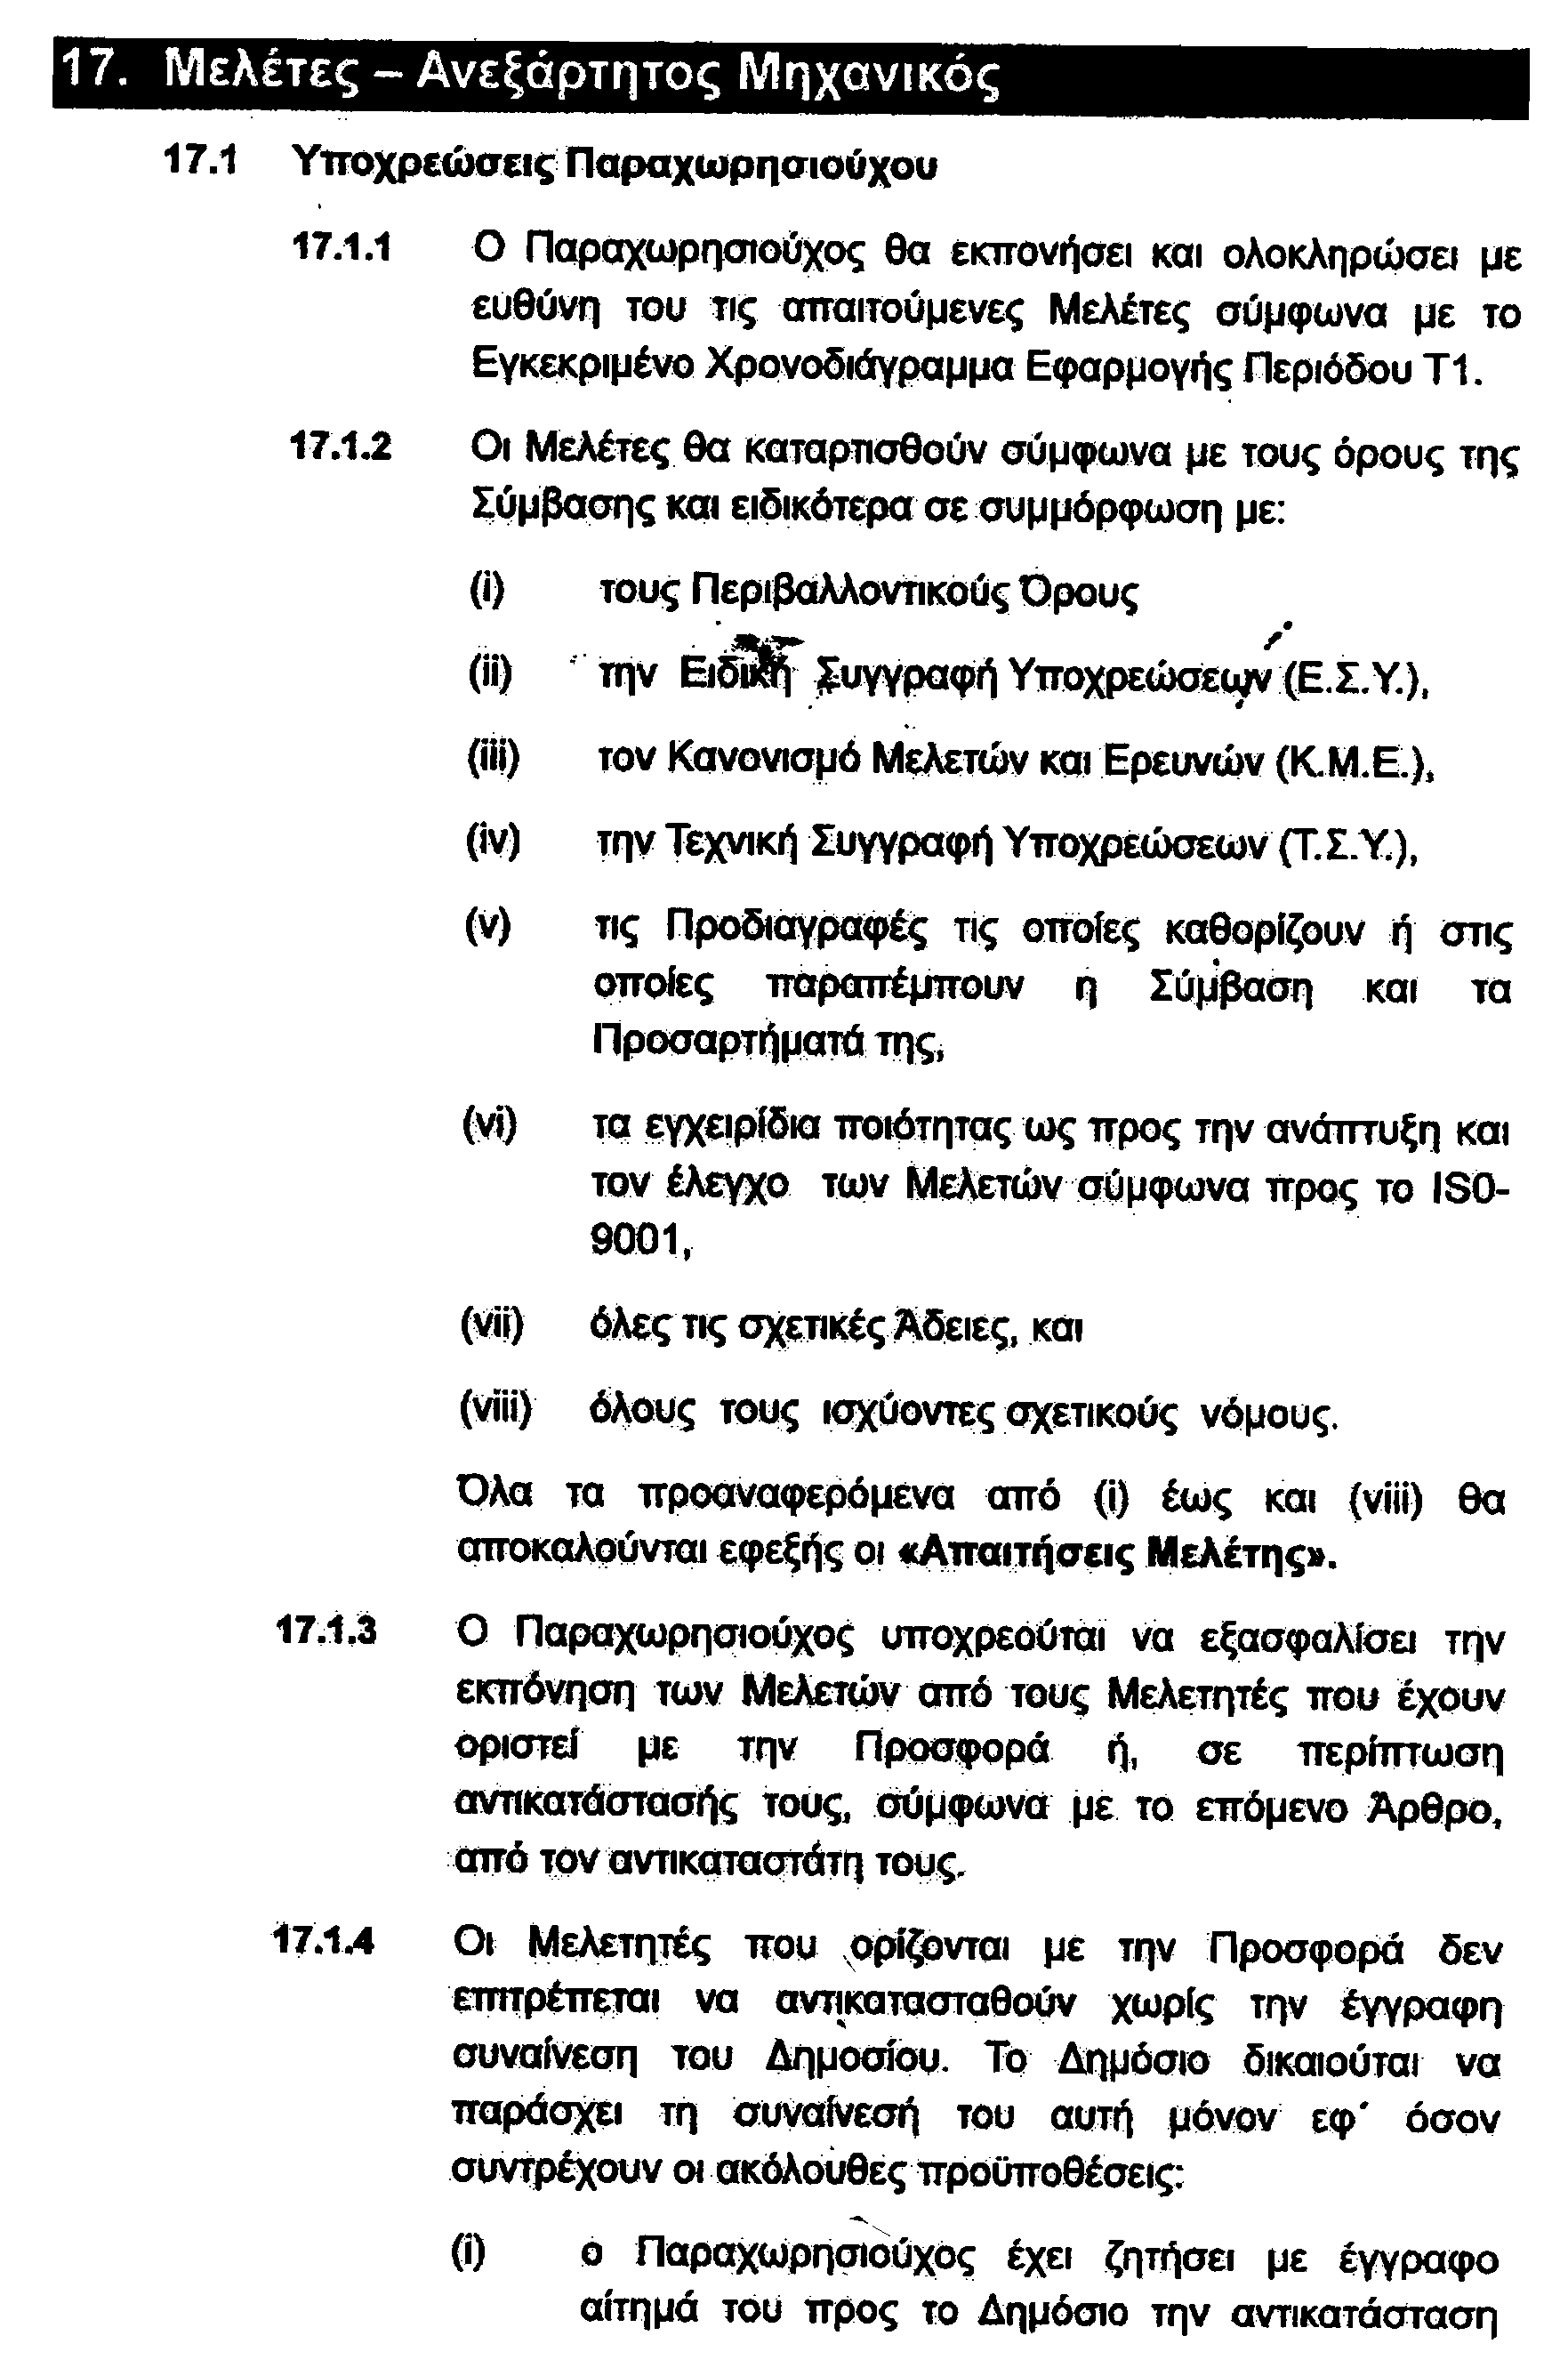 17. Μελέτες – Ανεξάρτητος Μηχανικός
17.1 Υποχρεώσεις Παραχωρησιούχου
17.1.1 Ο Παραχωρησιούχος θα εκπονήσει και ολοκληρώσει με
ευθύνη του τις απαιτούμενες Μελέτες σύμφωνα με το
Εγκεκριμένο Χρονοδιάγραμμα Εφαρμογής Περιόδου Τ1.
17.1.2 Οι Μελέτες θα καταρτισθούν σύμφωνα με τους όρους της
Σύμβασης και ειδικότερα σε συμμόρφωση με:
(i) τους Περιβαλλοντικούς Όρους
(ii) την Ειδική Συγγραφή Υποχρεώσεων (Ε.Σ.Υ.),
(iii) τον Κανονισμό Μελετών και Ερευνών (Κ.Μ.Ε.),
(iv) την Τεχνική Συγγραφή Υποχρεώσεων (Τ.Σ.Υ.),
(v) τις Προδιαγραφές τις οποίες καθορίζουν ή στις
οποίες παραπέμπουν η Σύμβαση και τα
Προσαρτήματά της,
(vi) τα εγχειρίδια ποιότητας ως προς την ανάπτυξη και
τον έλεγχο των Μελετών σύμφωνα προς το ISO-
9001,
(vii) όλες τις σχετικές Άδειες, και
(viii) όλους τους ισχύοντες σχετικούς νόμους.
Όλα τα προαναφερόμενα από (i) έως και (viii) θα
αποκαλούνται εφεξής οι «Απαιτήσεις Μελέτης».
17.1.3 Ο Παραχωρησιούχος υποχρεούται να εξασφαλίσει την
εκπόνηση των Μελετών από τους Μελετητές που έχουν
οριστεί με την Προσφορά ή, σε περίπτωση
αντικατάστασής τους, σύμφωνα με το επόμενο Άρθρο,
από τον αντικαταστάτη τους.
17.1.4 Οι Μελετητές που ορίζονται με την Προσφορά δεν
επιτρέπεται να αντικατασταθούν χωρίς την έγγραφη
συναίνεση του Δημοσίου. Το Δημόσιο δικαιούται να
παράσχει τη συναίνεσή του αυτή μόνον εφ' όσον
συντρέχουν οι ακόλουθες προϋποθέσεις:
(i) ο Παραχωρησιούχος έχει ζητήσει με έγγραφο
αίτημά του προς το Δημόσιο την αντικατάσταση